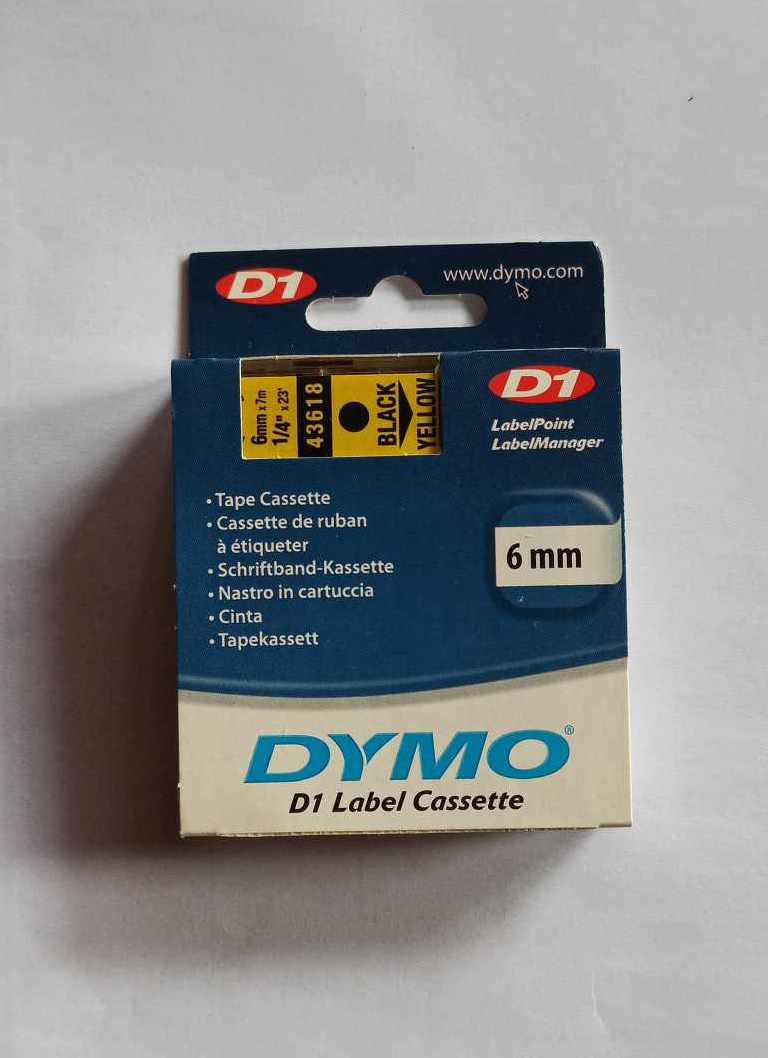 D1
www.dymo.com
6mm x 7m
1/4" x 23'
43618
BLACK
YELLOW
D1
LabelPoint
LabelManager
• Tape Cassette
• Cassette de ruban
à étiqueter
• Schriftband-Kassette
• Nastro in cartuccia
• Cinta
• Tapekassett
6 mm
DYMO®
D1 Label Cassette